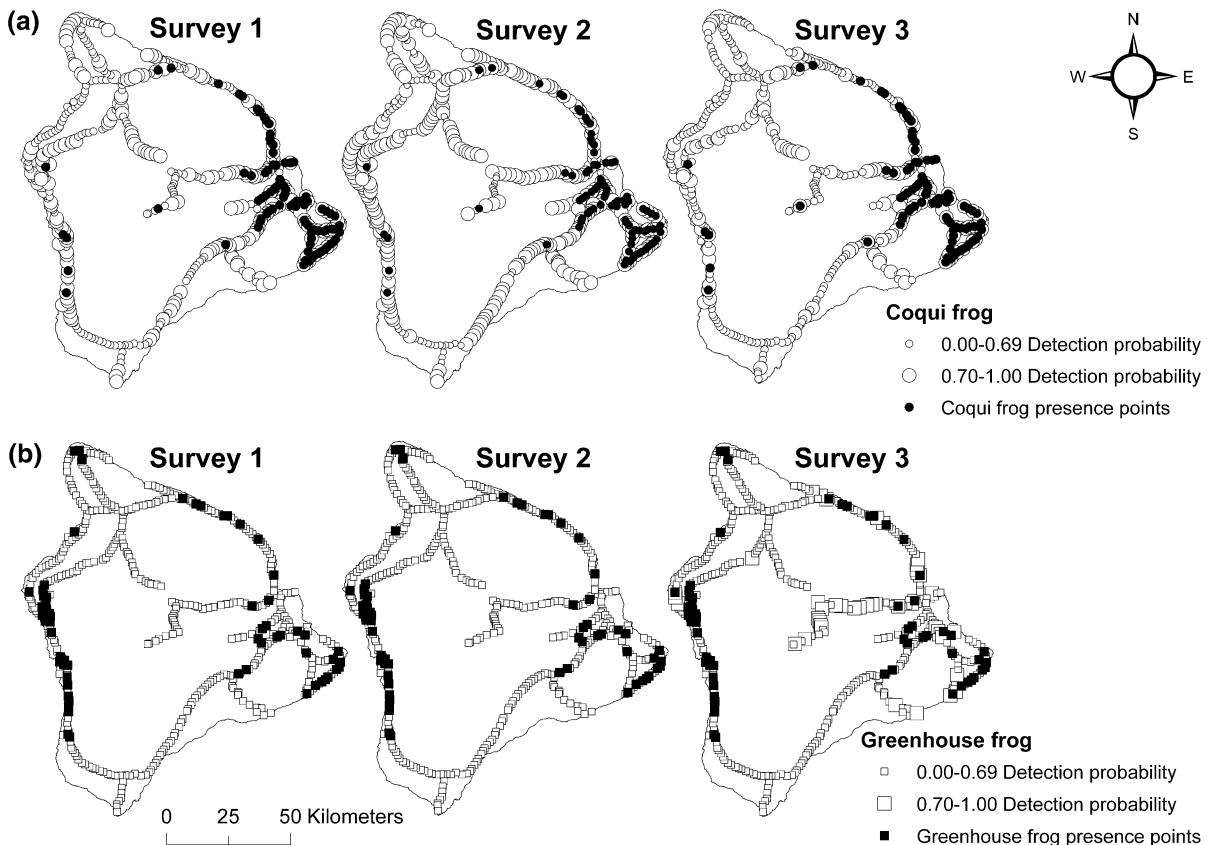 (a)
Survey 1
Survey 2
Survey 3
N
W
E
S
Coqui frog
0.00-0.69 Detection probability
0.70-1.00 Detection probability
Coqui frog presence points
(b)
Survey 1
Survey 2
Survey 3
Greenhouse frog
0.00-0.69 Detection probability
0.70-1.00 Detection probability
Greenhouse frog presence points
0 25 50 Kilometers